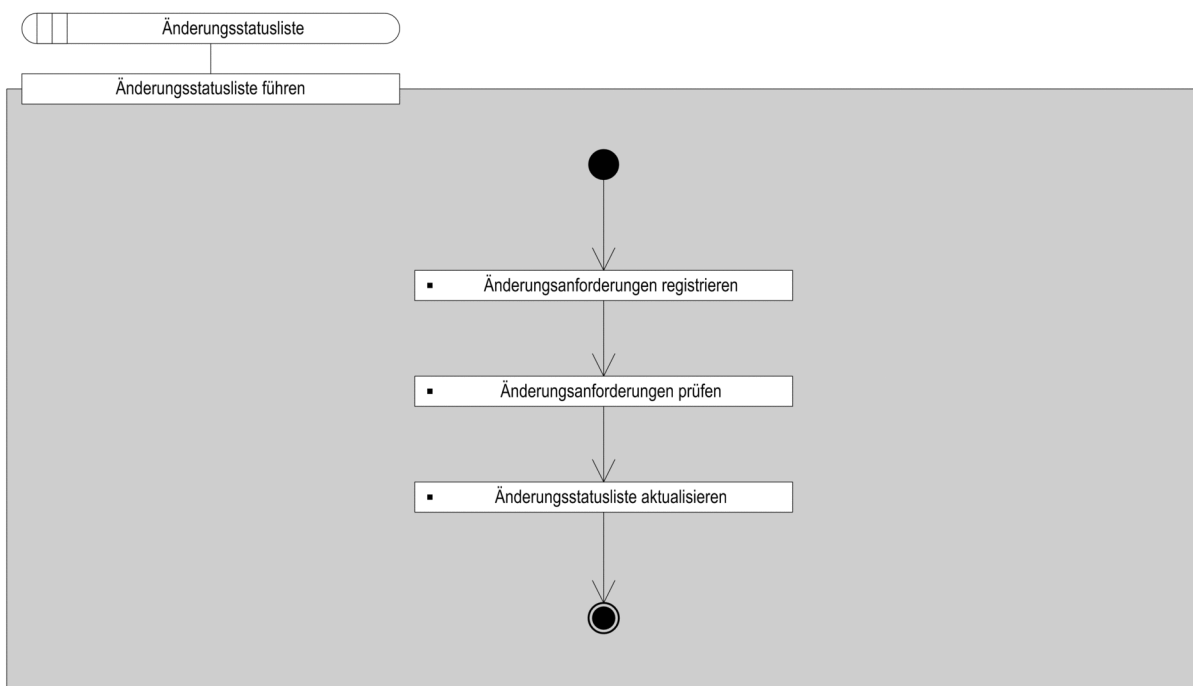 Änderungsstatusliste
Änderungsstatusliste führen
Änderungsanforderungen registrieren
Änderungsanforderungen prüfen
Änderungsstatusliste aktualisieren